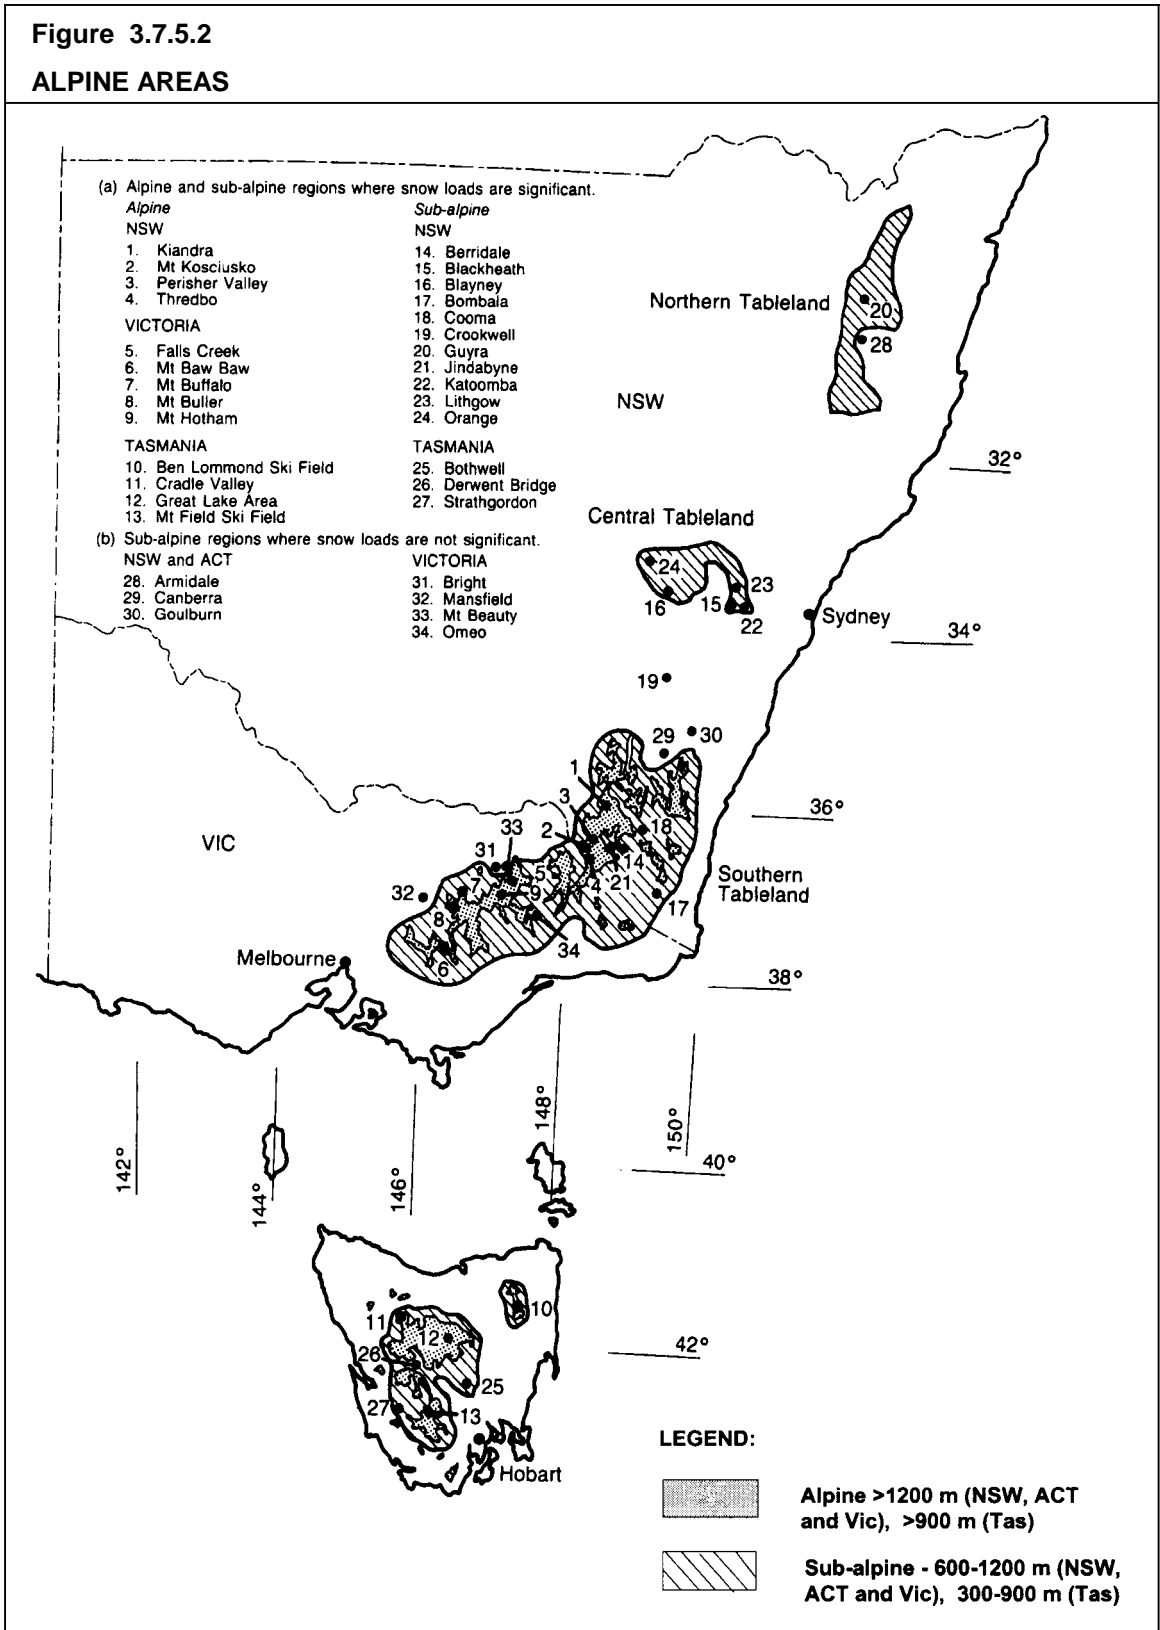 Figure 3.7.5.2
ALPINE AREAS
(a) Alpine and sub-alpine regions where snow loads are significant.
Alpine
NSW
1. Kiandra
2. Mt Kosciusko
3. Perisher Valley
4. Thredbo
VICTORIA
5. Falls Creek
6. Mt Baw Baw
7. Mt Buffalo
8. Mt Buller
9. Mt Hotham
TASMANIA
10. Ben Lommond Ski Field
11. Cradle Valley
12. Great Lake Area
13. Mt Field Ski Field
Sub-alpine
NSW
14. Berridale
15. Blackheath
16. Blayney
17. Bombala
18. Cooma
19. Crookwell
20. Guyra
21. Jindabyne
22. Katoomba
23. Lithgow
24. Orange
TASMANIA
25. Bothwell
26. Derwent Bridge
27. Strathgordon
(b) Sub-alpine regions where snow loads are not significant.
NSW and ACT
28. Armidale
29. Canberra
30. Goulburn
VICTORIA
31. Bright
32. Mansfield
33. Mt Beauty
34. Omeo
Northern Tableland
20
28
NSW
32°
Central Tableland
24
23
16
15
22
Sydney
34°
19
29
30
1
3
36°
2
18
33
VIC
31
14
5
7
4
21
Southern
Tableland
32
9
17
8
34
6
Melbourne
38°
142°
144°
146°
148°
150°
40°
10
11
12
42°
26
25
27
13
Hobart
LEGEND:
Alpine >1200 m (NSW, ACT
and Vic), >900 m (Tas)
Sub-alpine - 600-1200 m (NSW,
ACT and Vic), 300-900 m (Tas)